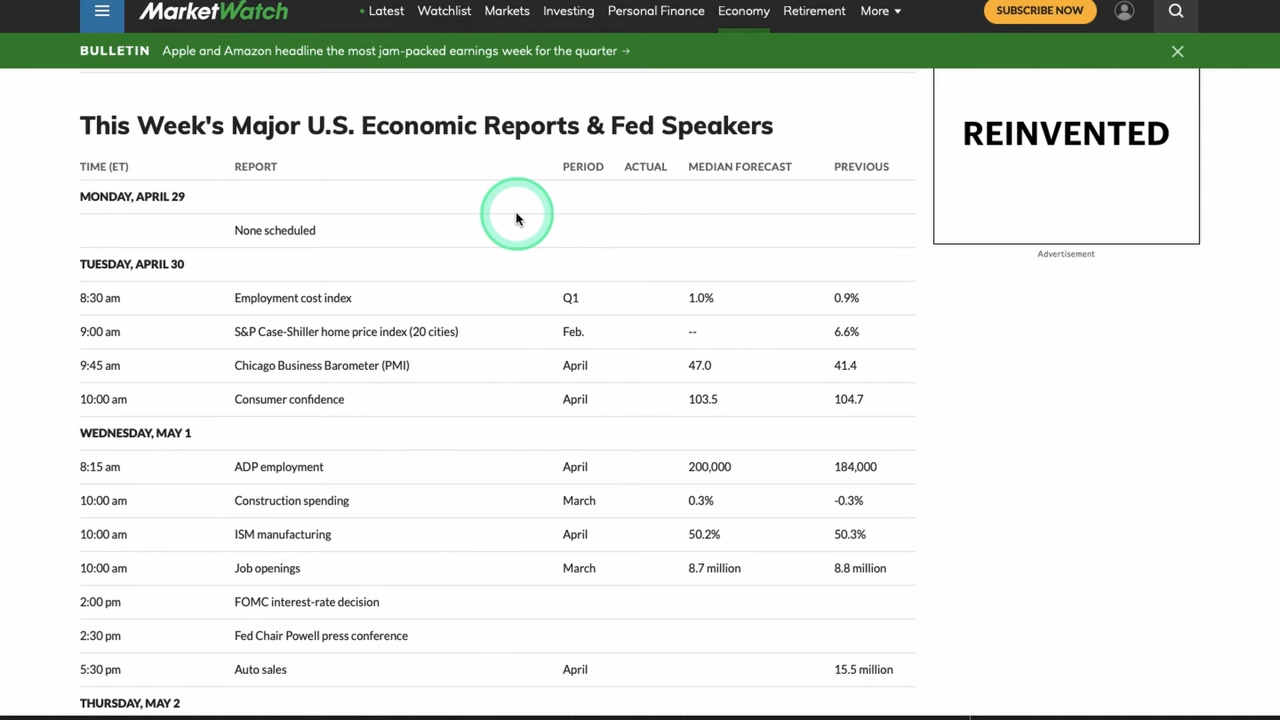 MarketWatch
• Latest Watchlist Markets Investing Personal Finance Economy Retirement More SUBSCRIBE NOW
BULLETIN Apple and Amazon headline the most jam-packed earnings week for the quarter →
This Week's Major U.S. Economic Reports & Fed Speakers
REINVENTED
Advertisement
TIME (ET) REPORT PERIOD ACTUAL MEDIAN FORECAST PREVIOUS
MONDAY, APRIL 29
None scheduled
TUESDAY, APRIL 30
8:30 am Employment cost index Q1 1.0% 0.9%
9:00 am S&P Case-Shiller home price index (20 cities) Feb. -- 6.6%
9:45 am Chicago Business Barometer (PMI) April 47.0 41.4
10:00 am Consumer confidence April 103.5 104.7
WEDNESDAY, MAY 1
8:15 am ADP employment April 200,000 184,000
10:00 am Construction spending March 0.3% -0.3%
10:00 am ISM manufacturing April 50.2% 50.3%
10:00 am Job openings March 8.7 million 8.8 million
2:00 pm FOMC interest-rate decision
2:30 pm Fed Chair Powell press conference
5:30 pm Auto sales April 15.5 million
THURSDAY, MAY 2